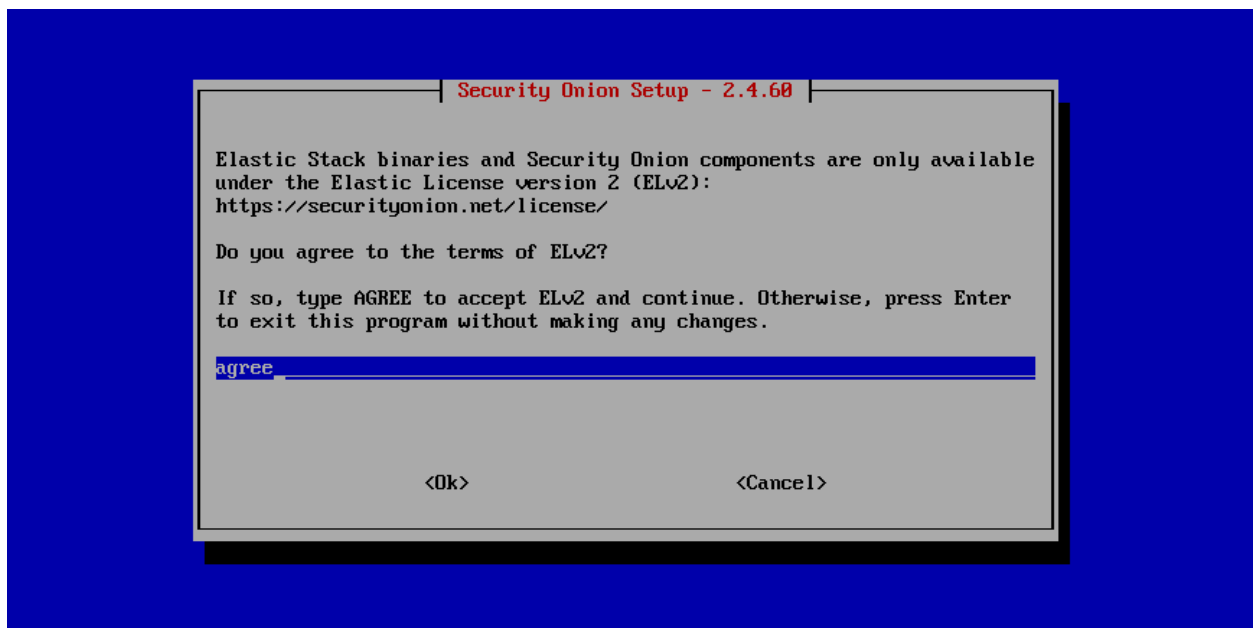 Security Onion Setup - 2.4.60
Elastic Stack binaries and Security Onion components are only available
under the Elastic License version 2 (ELv2):
https://securityonion.net/license/
Do you agree to the terms of ELv2?
If so, type AGREE to accept ELv2 and continue. Otherwise, press Enter
to exit this program without making any changes.
agree
<Ok> <Cancel>